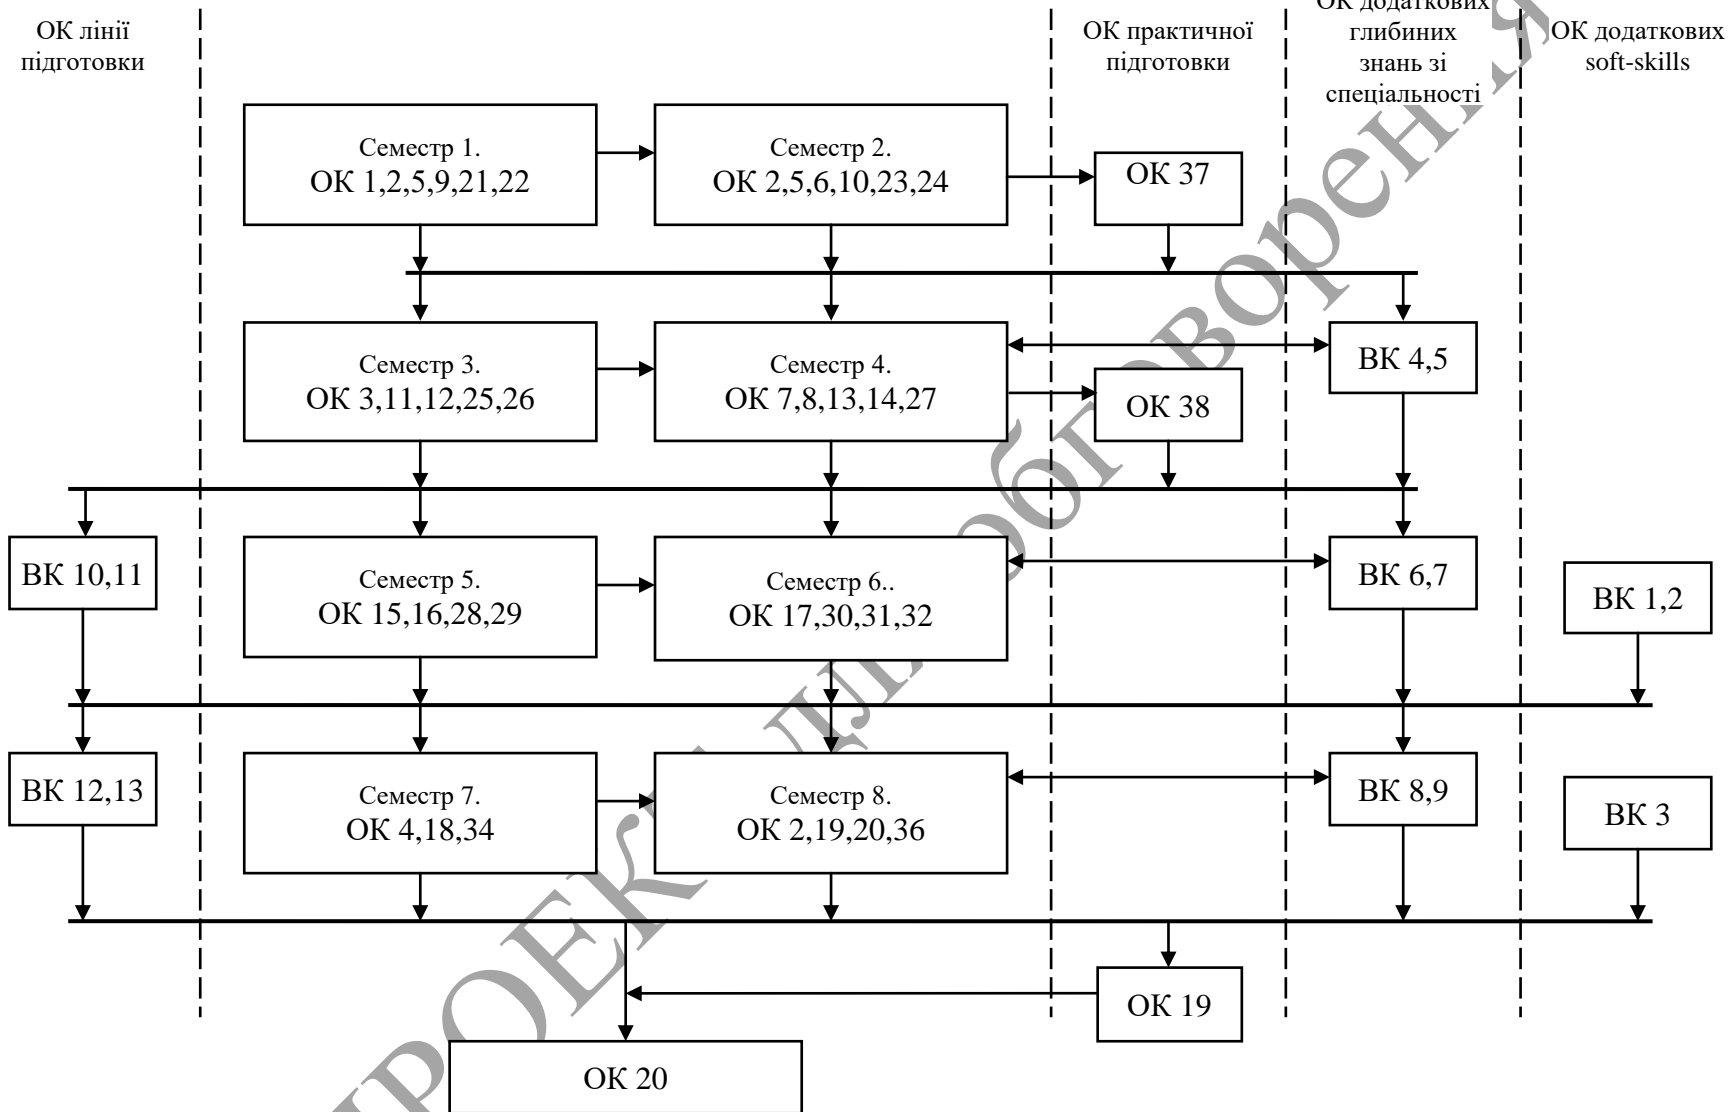 ОК лінії
підготовки
ОК практичної
підготовки
ОК додаткових
глибиних
знань зі
спеціальності
ОК додаткових
soft-skills
Семестр 1.
ОК 1,2,5,9,21,22
Семестр 2.
ОК 2,5,6,10,23,24
ОК 37
Семестр 3.
ОК 3,11,12,25,26
Семестр 4.
ОК 7,8,13,14,27
ОК 38
ВК 4,5
ВК 10,11
Семестр 5.
ОК 15,16,28,29
Семестр 6..
ОК 17,30,31,32
ВК 6,7
ВК 1,2
ВК 12,13
Семестр 7.
ОК 4,18,34
Семестр 8.
ОК 2,19,20,36
ВК 8,9
ВК 3
ОК 19
ОК 20